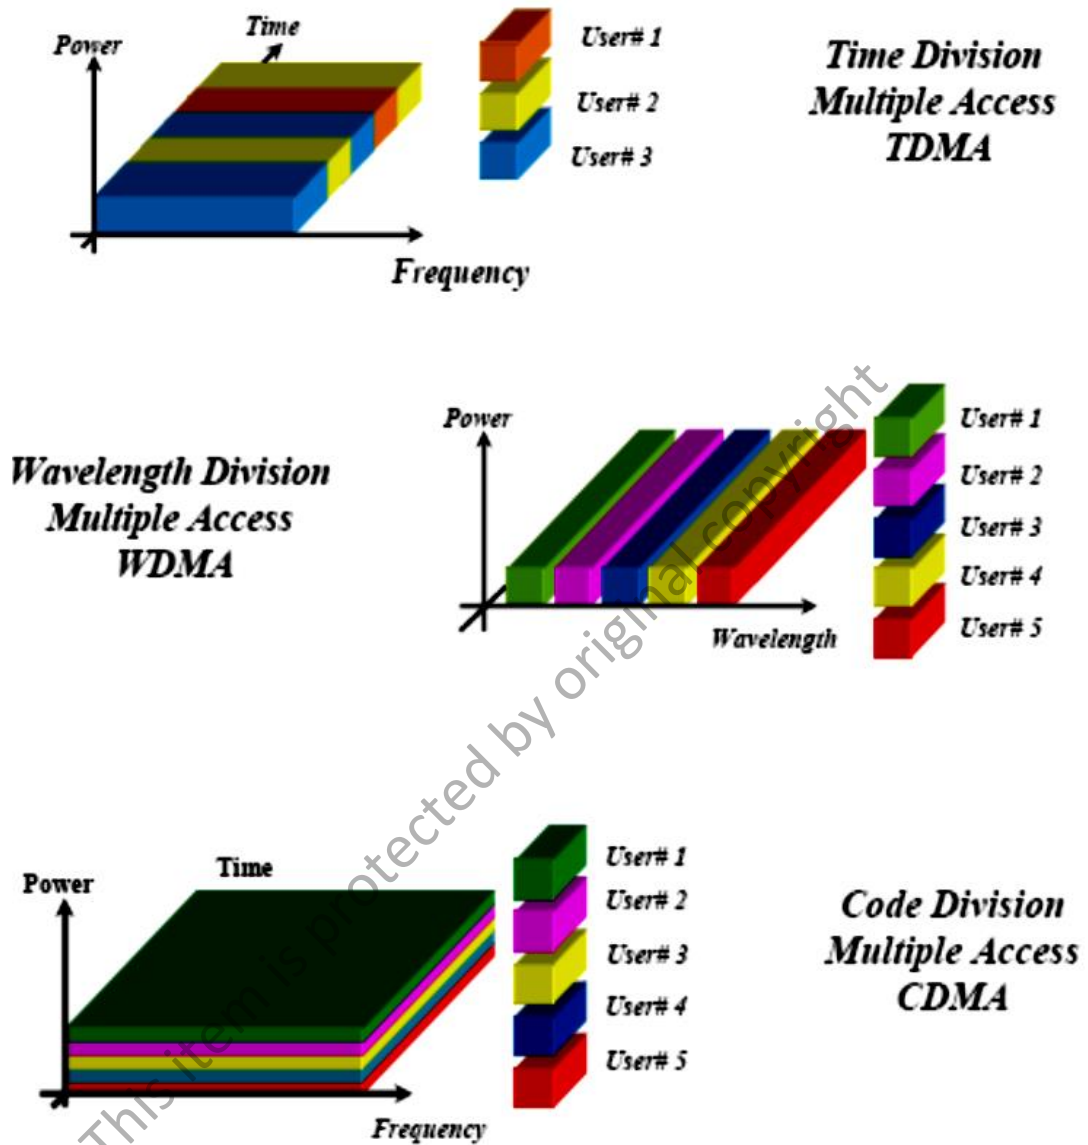 Power
Time
User# 1
User# 2
User# 3
Frequency
Time Division
Multiple Access
TDMA
Wavelength Division
Multiple Access
WDMA
Power
Wavelength
User# 1
User# 2
User# 3
User# 4
User# 5
Power
Time
Frequency
User# 1
User# 2
User# 3
User# 4
User# 5
Code Division
Multiple Access
CDMA
This item is protected by original copyright